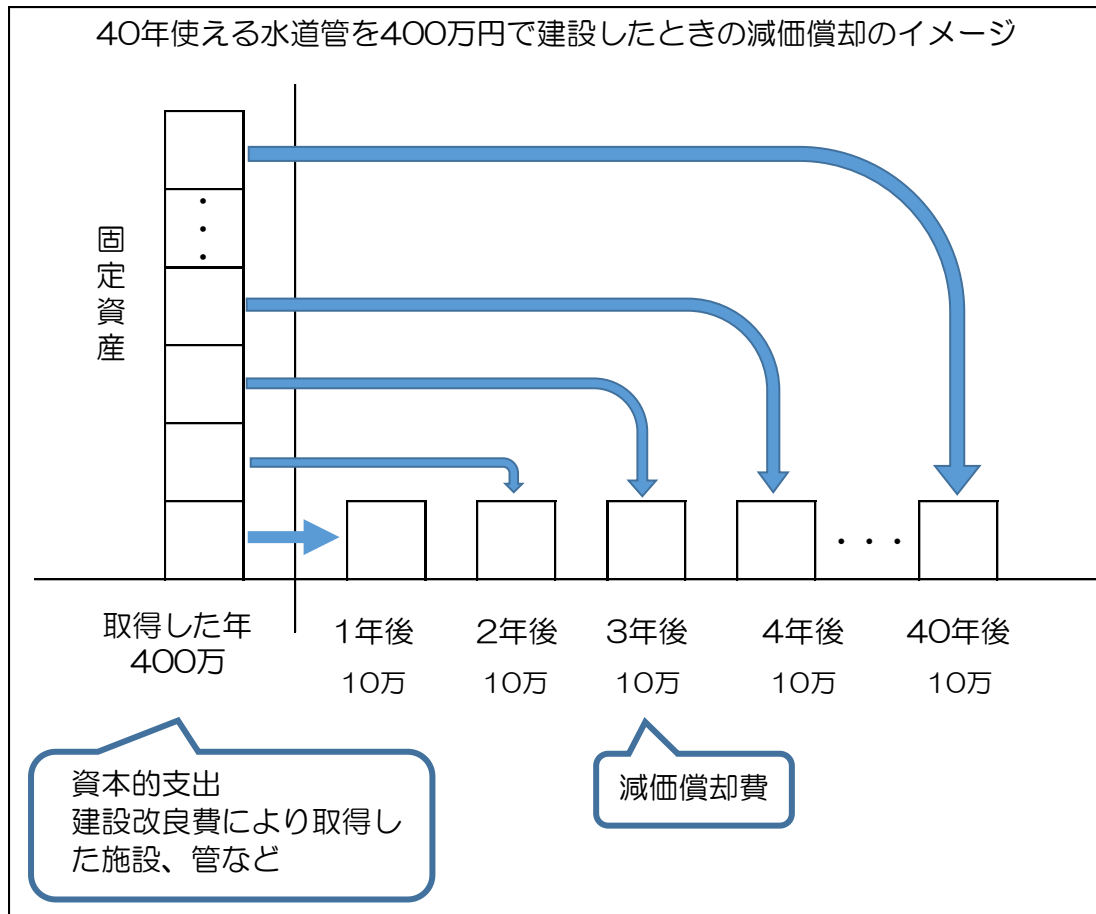 40年使える水道管を400万円で建設したときの減価償却のイメージ
固定資産
・・・
・・・
取得した年
400万
1年後
2年後
3年後
4年後
40年後
10万
10万
10万
10万
10万
資本的支出
建設改良費により取得し
た施設、管など
減価償却費